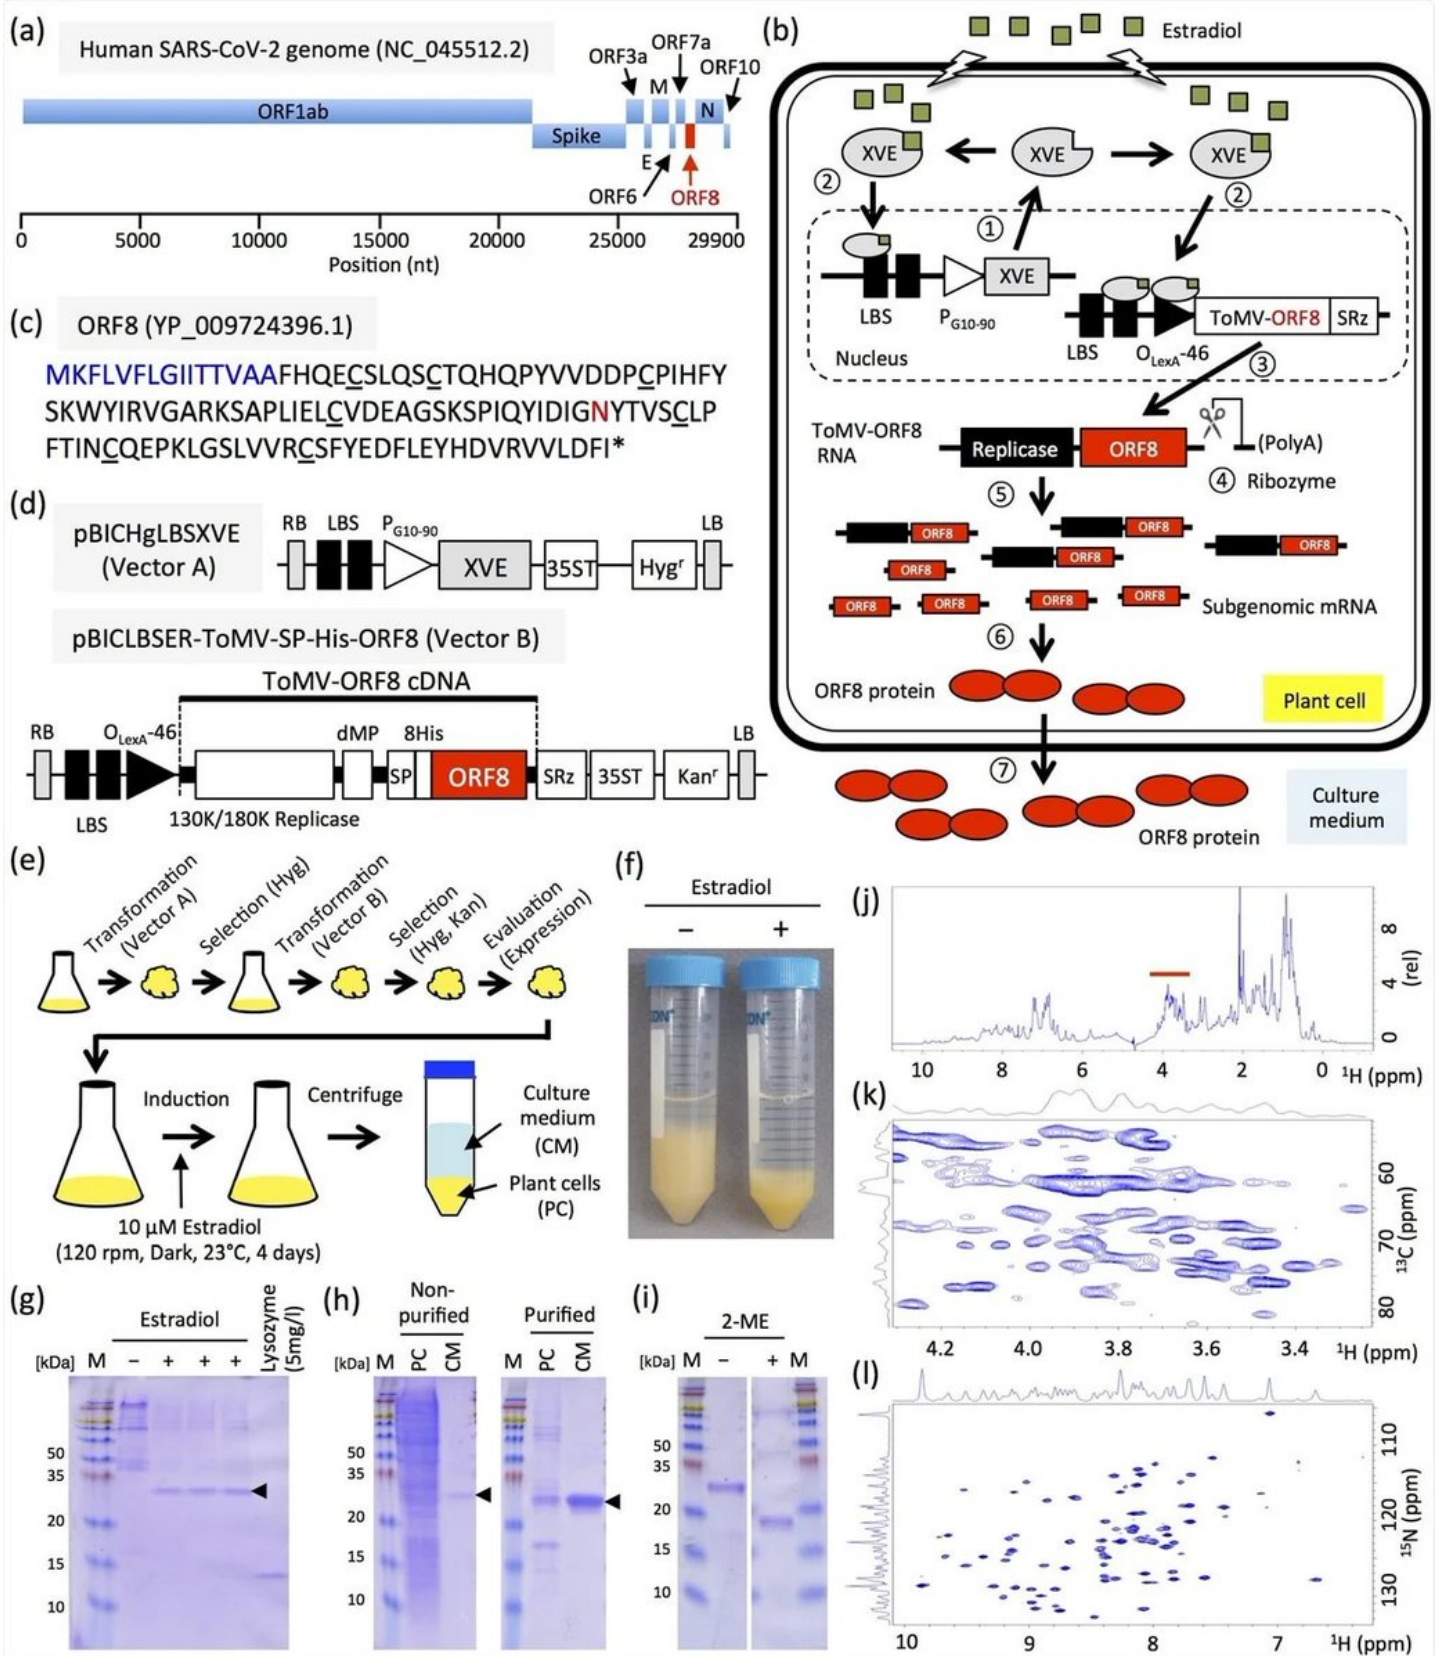 (a)
Human SARS-CoV-2 genome (NC_045512.2)
ORF3a
ORF7a
ORF10
M
ORF1ab
N
Spike
E
ORF6
ORF8
0 5000 10000 15000 20000 25000 29900
Position (nt)
(b)
Estradiol
XVE
XVE
XVE
②
①
②
XVE
LBS
PG10-90
ToMV-ORF8
SRz
LBS
OLexA-46
Nucleus
③
ToMV-ORF8
RNA
Replicase
ORF8
(PolyA)
④ Ribozyme
⑤
ORF8
ORF8
ORF8
ORF8
ORF8
ORF8
ORF8
ORF8
ORF8
Subgenomic mRNA
⑥
ORF8 protein
Plant cell
⑦
ORF8 protein
Culture
medium
(c)
ORF8 (YP_009724396.1)
MKFLVFLGIITTVAAFHQECSLQSCTQHQPYVVDDPCPIHFY
SKWYIRVGARKSAPLIELCVDEAGSKSPIQYIDIGNYTVSCLP
FTINCQEPKLGSLVVRCSFYEDFLEYHDVRVVLDFI*
(d)
pBICHgLBSXVE
(Vector A)
RB LBS PG10-90 LB
XVE 35ST Hygr
pBICLBSER-ToMV-SP-His-ORF8 (Vector B)
ToMV-ORF8 cDNA
RB OLexA-46 dMP 8His LB
SP ORF8 SRz 35ST Kanr
LBS
130K/180K Replicase
(e)
Transformation
(Vector A)
Selection (Hyg)
Transformation
(Vector B)
Selection
(Hyg, Kan)
Evaluation
(Expression)
Induction
Centrifuge
Culture
medium
(CM)
Plant cells
(PC)
10 μM Estradiol
(120 rpm, Dark, 23°C, 4 days)
(f)
Estradiol
− +
(g)
Estradiol
Lysozyme
(5mg/l)
[kDa] M − + + +
50
35
20
15
10
(h)
Non-
purified
Purified
[kDa] M PC CM M PC CM
50
35
20
15
10
(i)
2-ME
[kDa] M − + M
50
35
20
15
10
(j)
8
4
0
(rel)
10 8 6 4 2 0 1H (ppm)
(k)
60
70
80
13C (ppm)
4.2 4.0 3.8 3.6 3.4 1H (ppm)
(l)
110
120
130
15N (ppm)
10 9 8 7 1H (ppm)